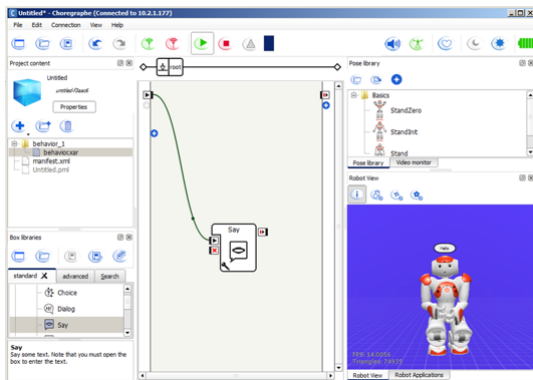 Untitled* - Choregraphe (Connected to 10.2.1.177)
File Edit Connection View Help
Project content
Untitled
Properties
behavior_1
behavior.xar
manifest.xml
Untitled.pml
Box libraries
standard X advanced Search
Choice
Dialog
Say
Say
Say some text. Note that you must open the
box to enter the text.
root
Say
Pose library
Basics
StandZero
StandInit
Stand
Pose library Video monitor
Robot View
Hello
Robot View Robot Applications